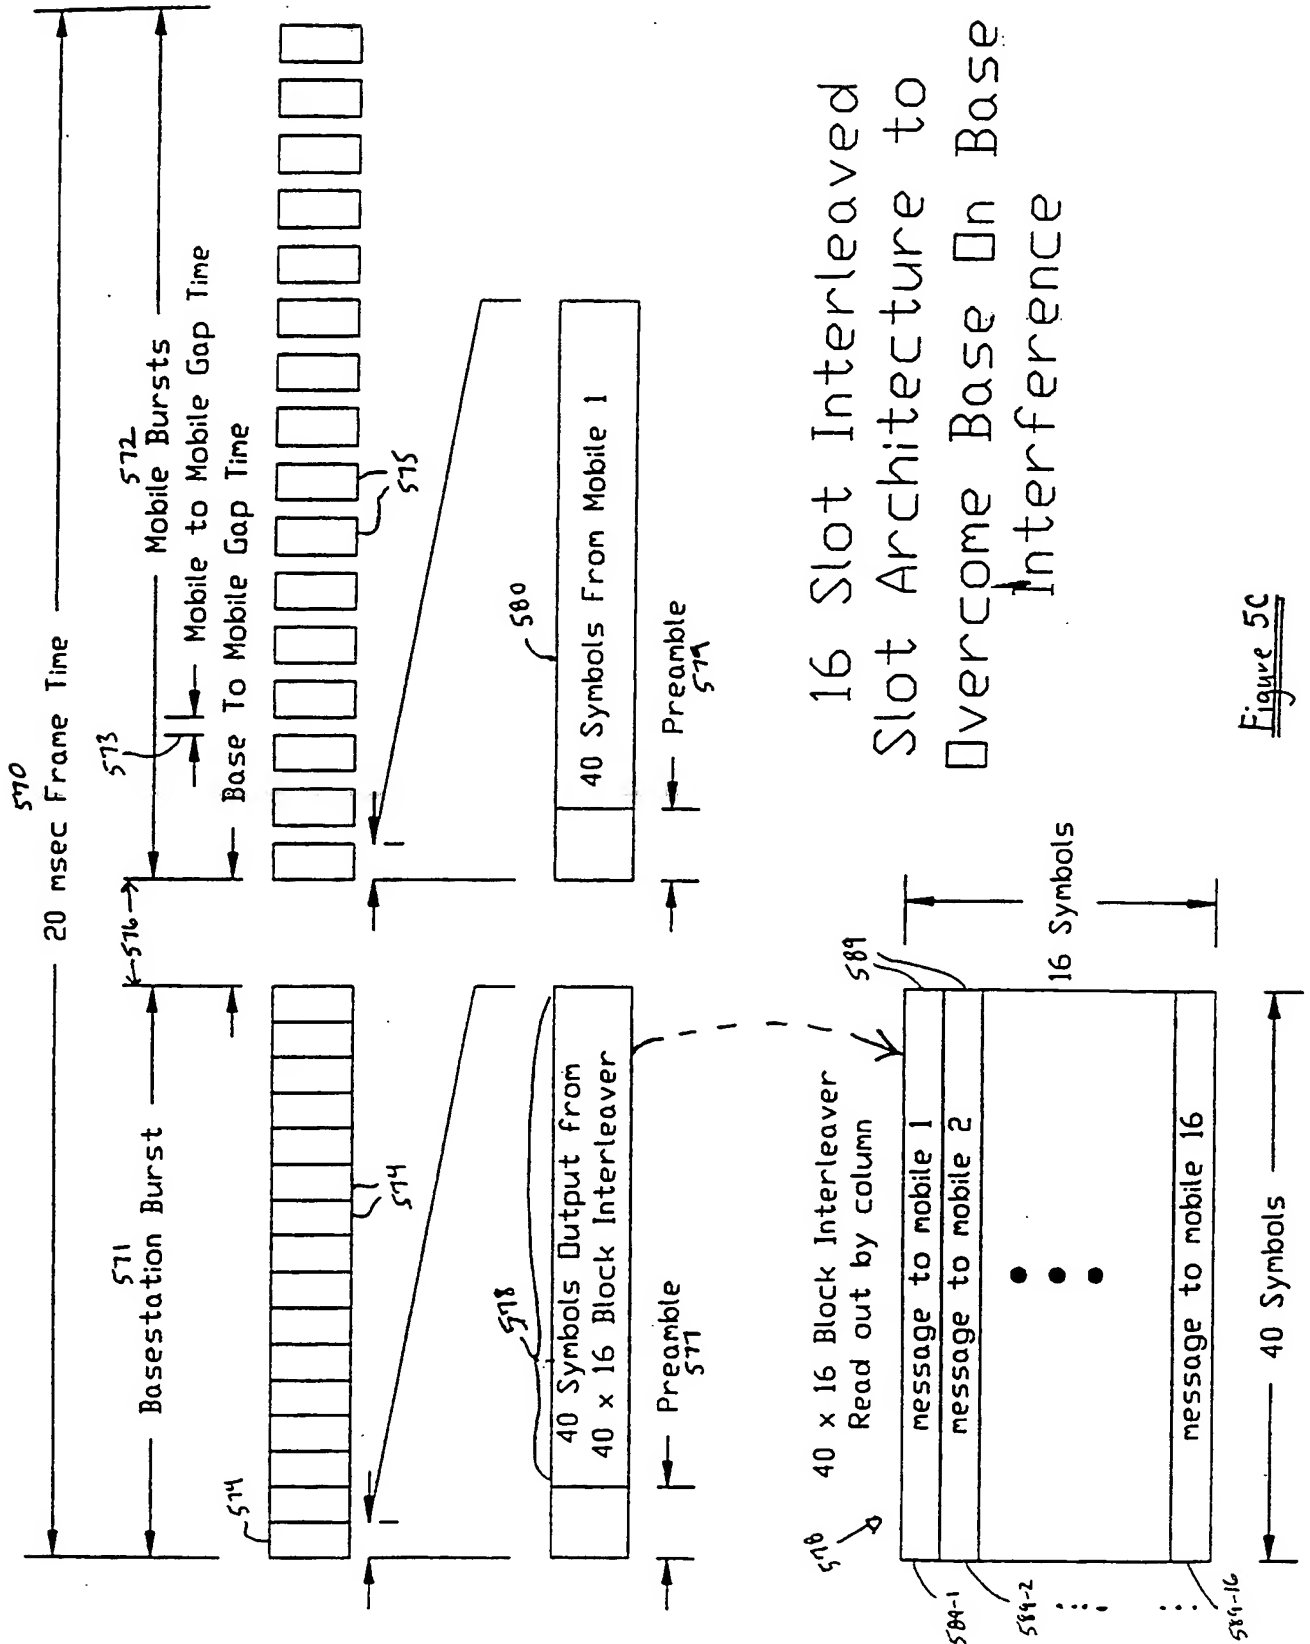 570
20 msec Frame Time
571
Basestation Burst
576
572
Mobile Bursts
573
Mobile to Mobile Gap Time
Base To Mobile Gap Time
574
574
575
578
40 Symbols Output from
40 x 16 Block Interleaver
Preamble
577
580
40 Symbols From Mobile 1
Preamble
579
578
40 x 16 Block Interleaver
Read out by column
589
message to mobile 1
message to mobile 2
message to mobile 16
589-1
589-2
589-16
16 Symbols
40 Symbols
16 Slot Interleaved
Slot Architecture to
Overcome Base On Base
Interference
Figure 5C